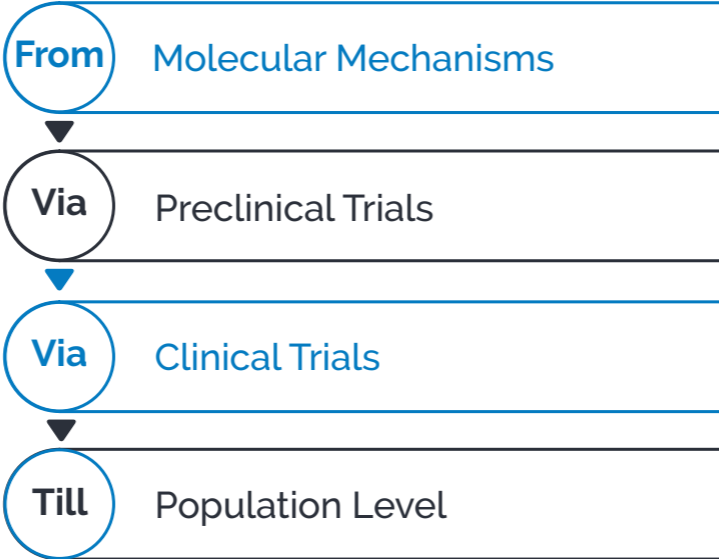 From Molecular Mechanisms
Via Preclinical Trials
Via Clinical Trials
Till Population Level